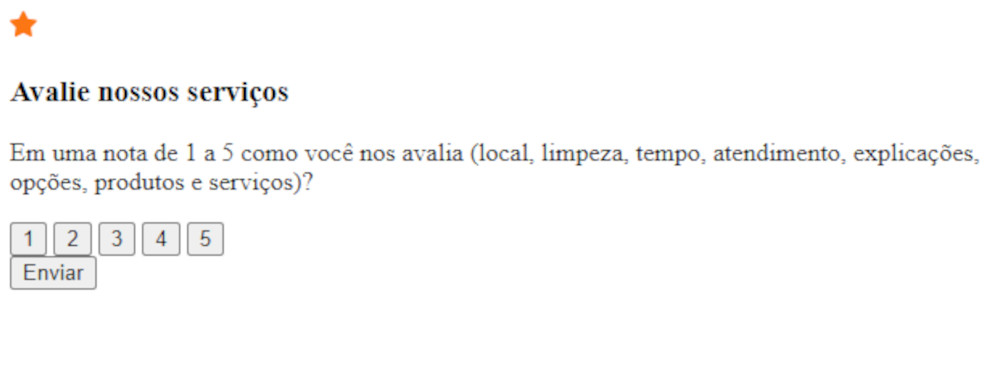 Avalie nossos serviços
Em uma nota de 1 a 5 como você nos avalia (local, limpeza, tempo, atendimento, explicações,
opções, produtos e serviços)?
1 2 3 4 5
Enviar